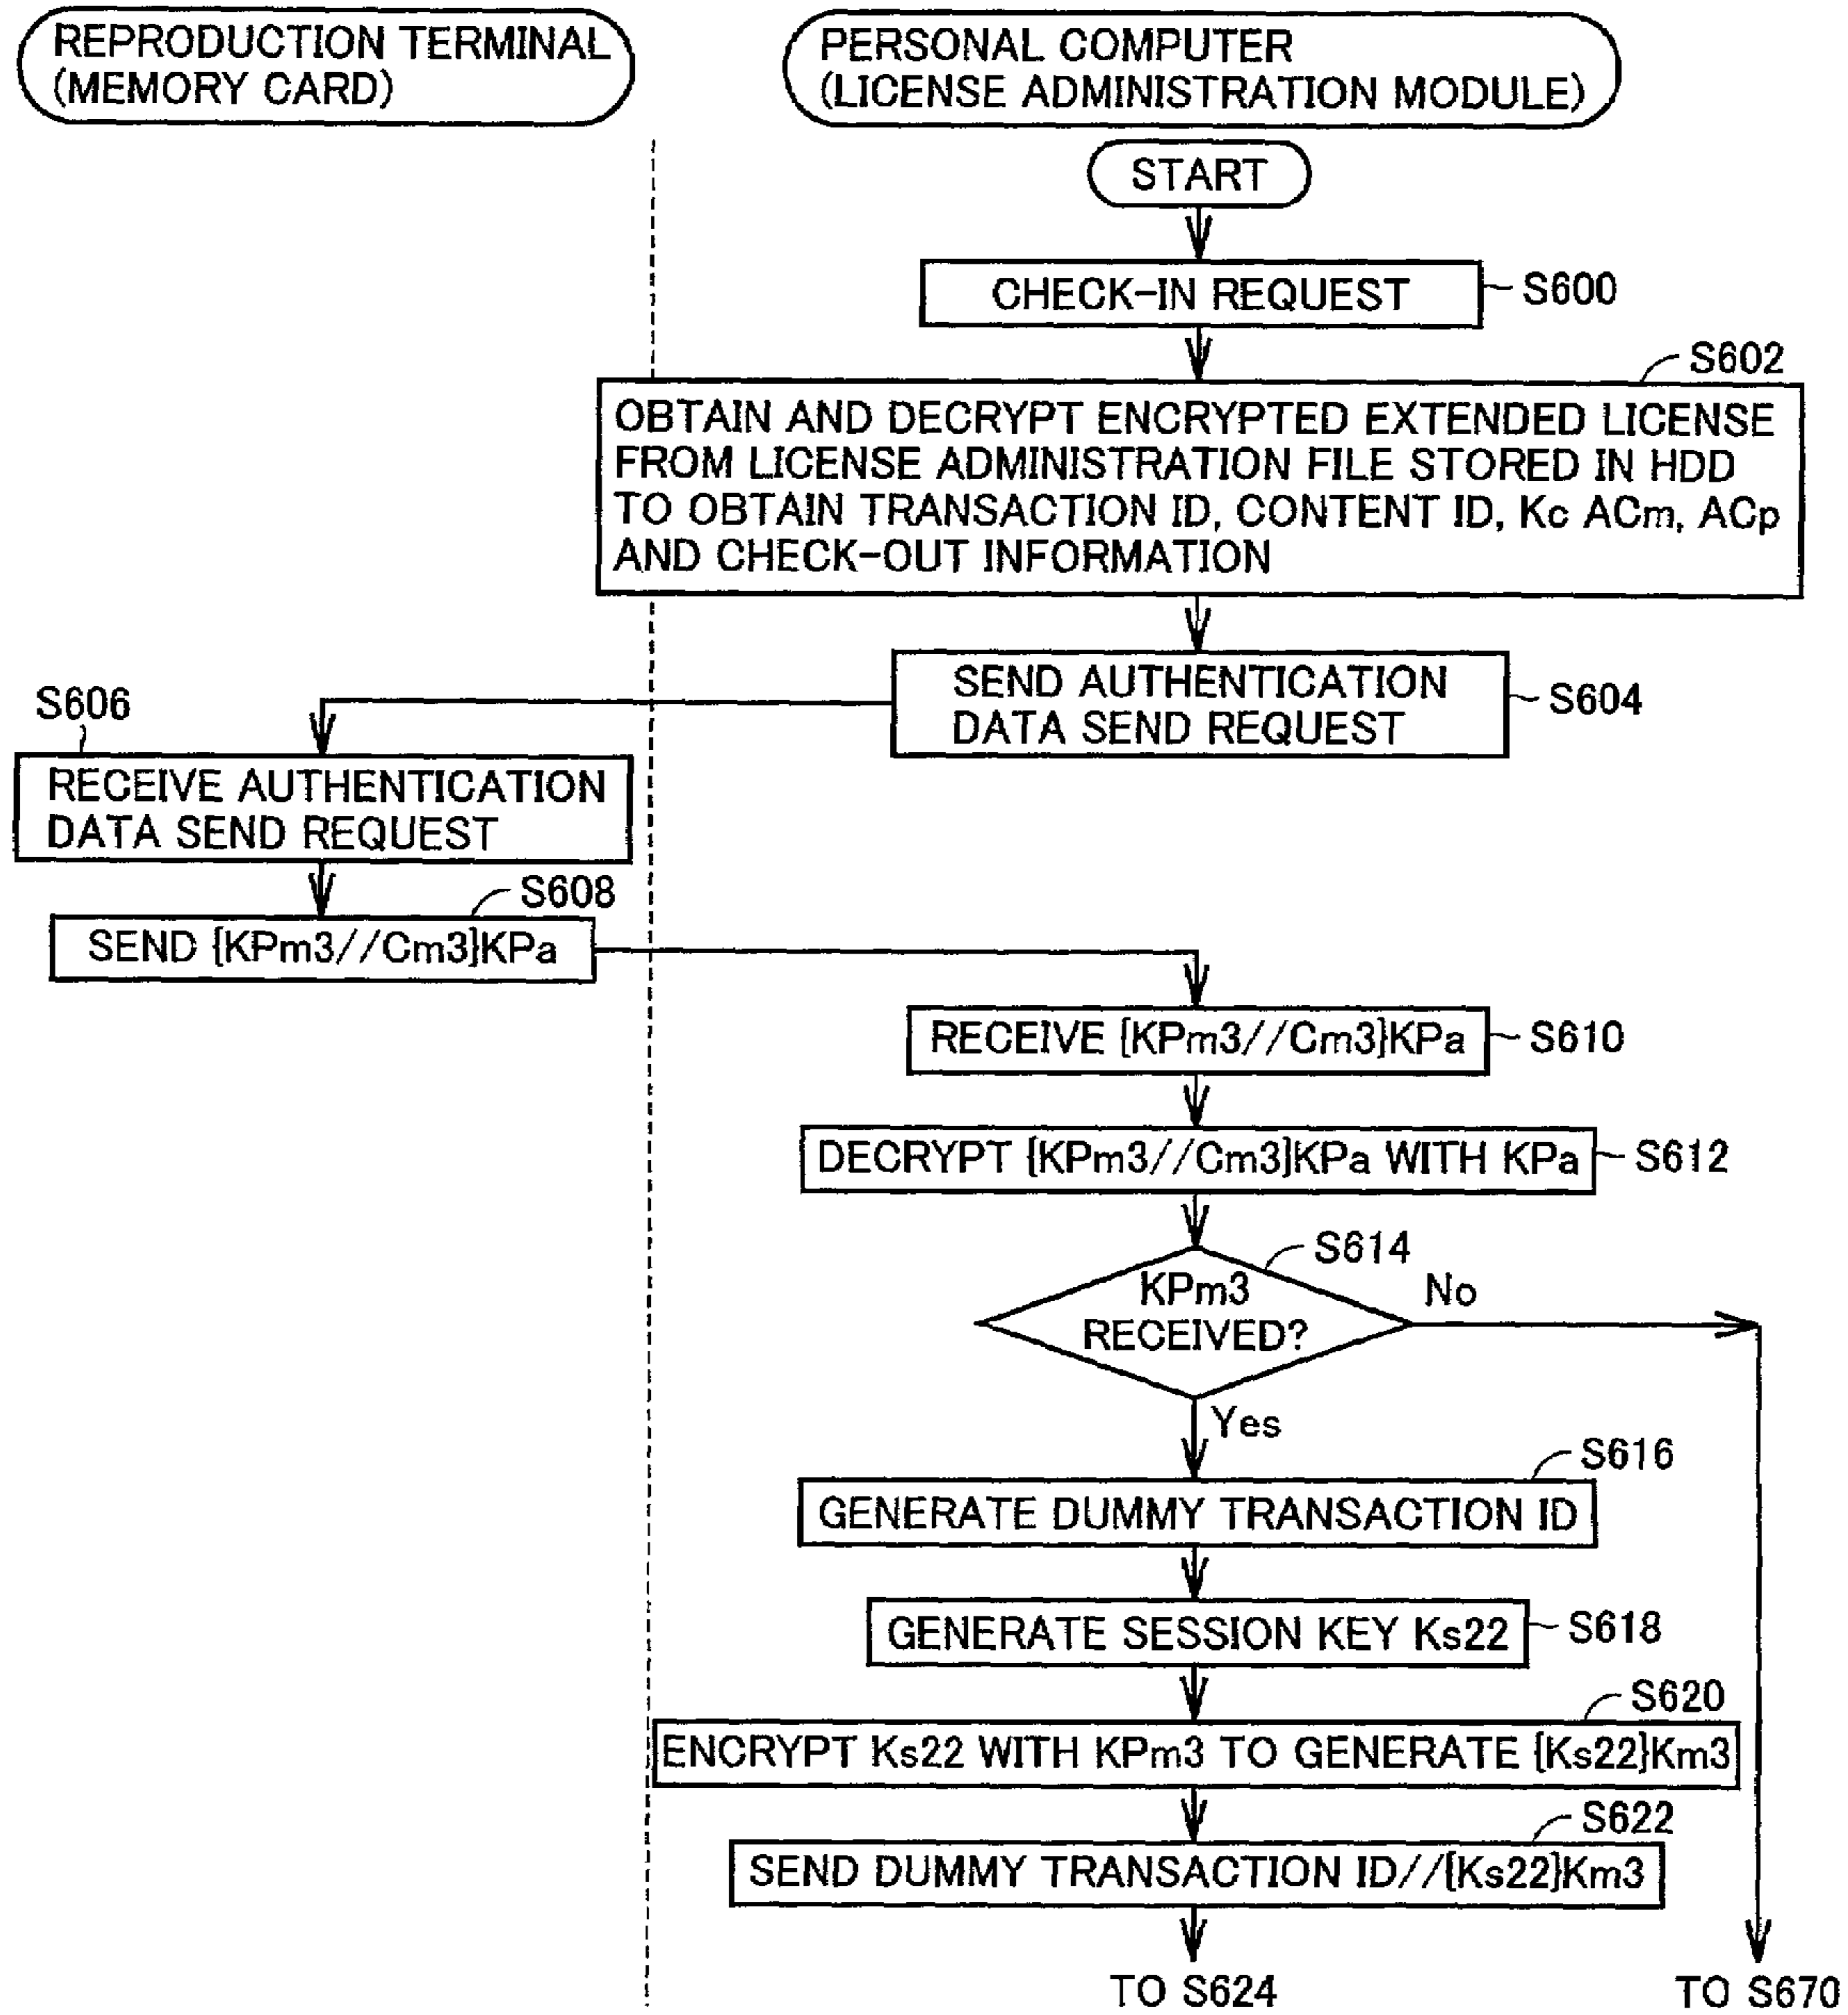 REPRODUCTION TERMINAL
(MEMORY CARD)
PERSONAL COMPUTER
(LICENSE ADMINISTRATION MODULE)
START
CHECK-IN REQUEST
S600
S602
OBTAIN AND DECRYPT ENCRYPTED EXTENDED LICENSE
FROM LICENSE ADMINISTRATION FILE STORED IN HDD
TO OBTAIN TRANSACTION ID, CONTENT ID, Kc ACm, ACp
AND CHECK-OUT INFORMATION
SEND AUTHENTICATION
DATA SEND REQUEST
S604
S606
RECEIVE AUTHENTICATION
DATA SEND REQUEST
S608
SEND {KPm3//Cm3}KPa
RECEIVE {KPm3//Cm3}KPa
S610
DECRYPT {KPm3//Cm3}KPa WITH KPa
S612
S614
KPm3
RECEIVED?
No
Yes
S616
GENERATE DUMMY TRANSACTION ID
GENERATE SESSION KEY Ks22
S618
S620
ENCRYPT Ks22 WITH KPm3 TO GENERATE {Ks22}Km3
S622
SEND DUMMY TRANSACTION ID//{Ks22}Km3
TO S624
TO S670